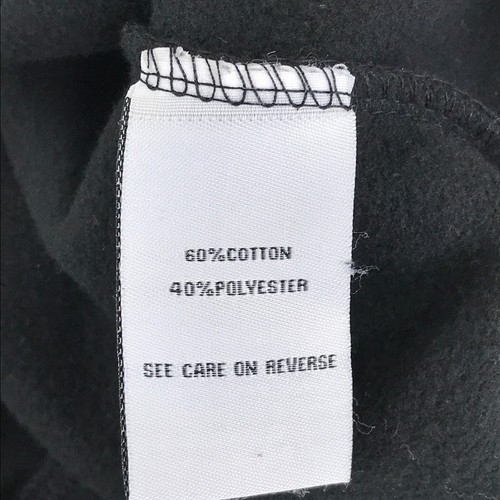 60%COTTON
40%POLYESTER
SEE CARE ON REVERSE